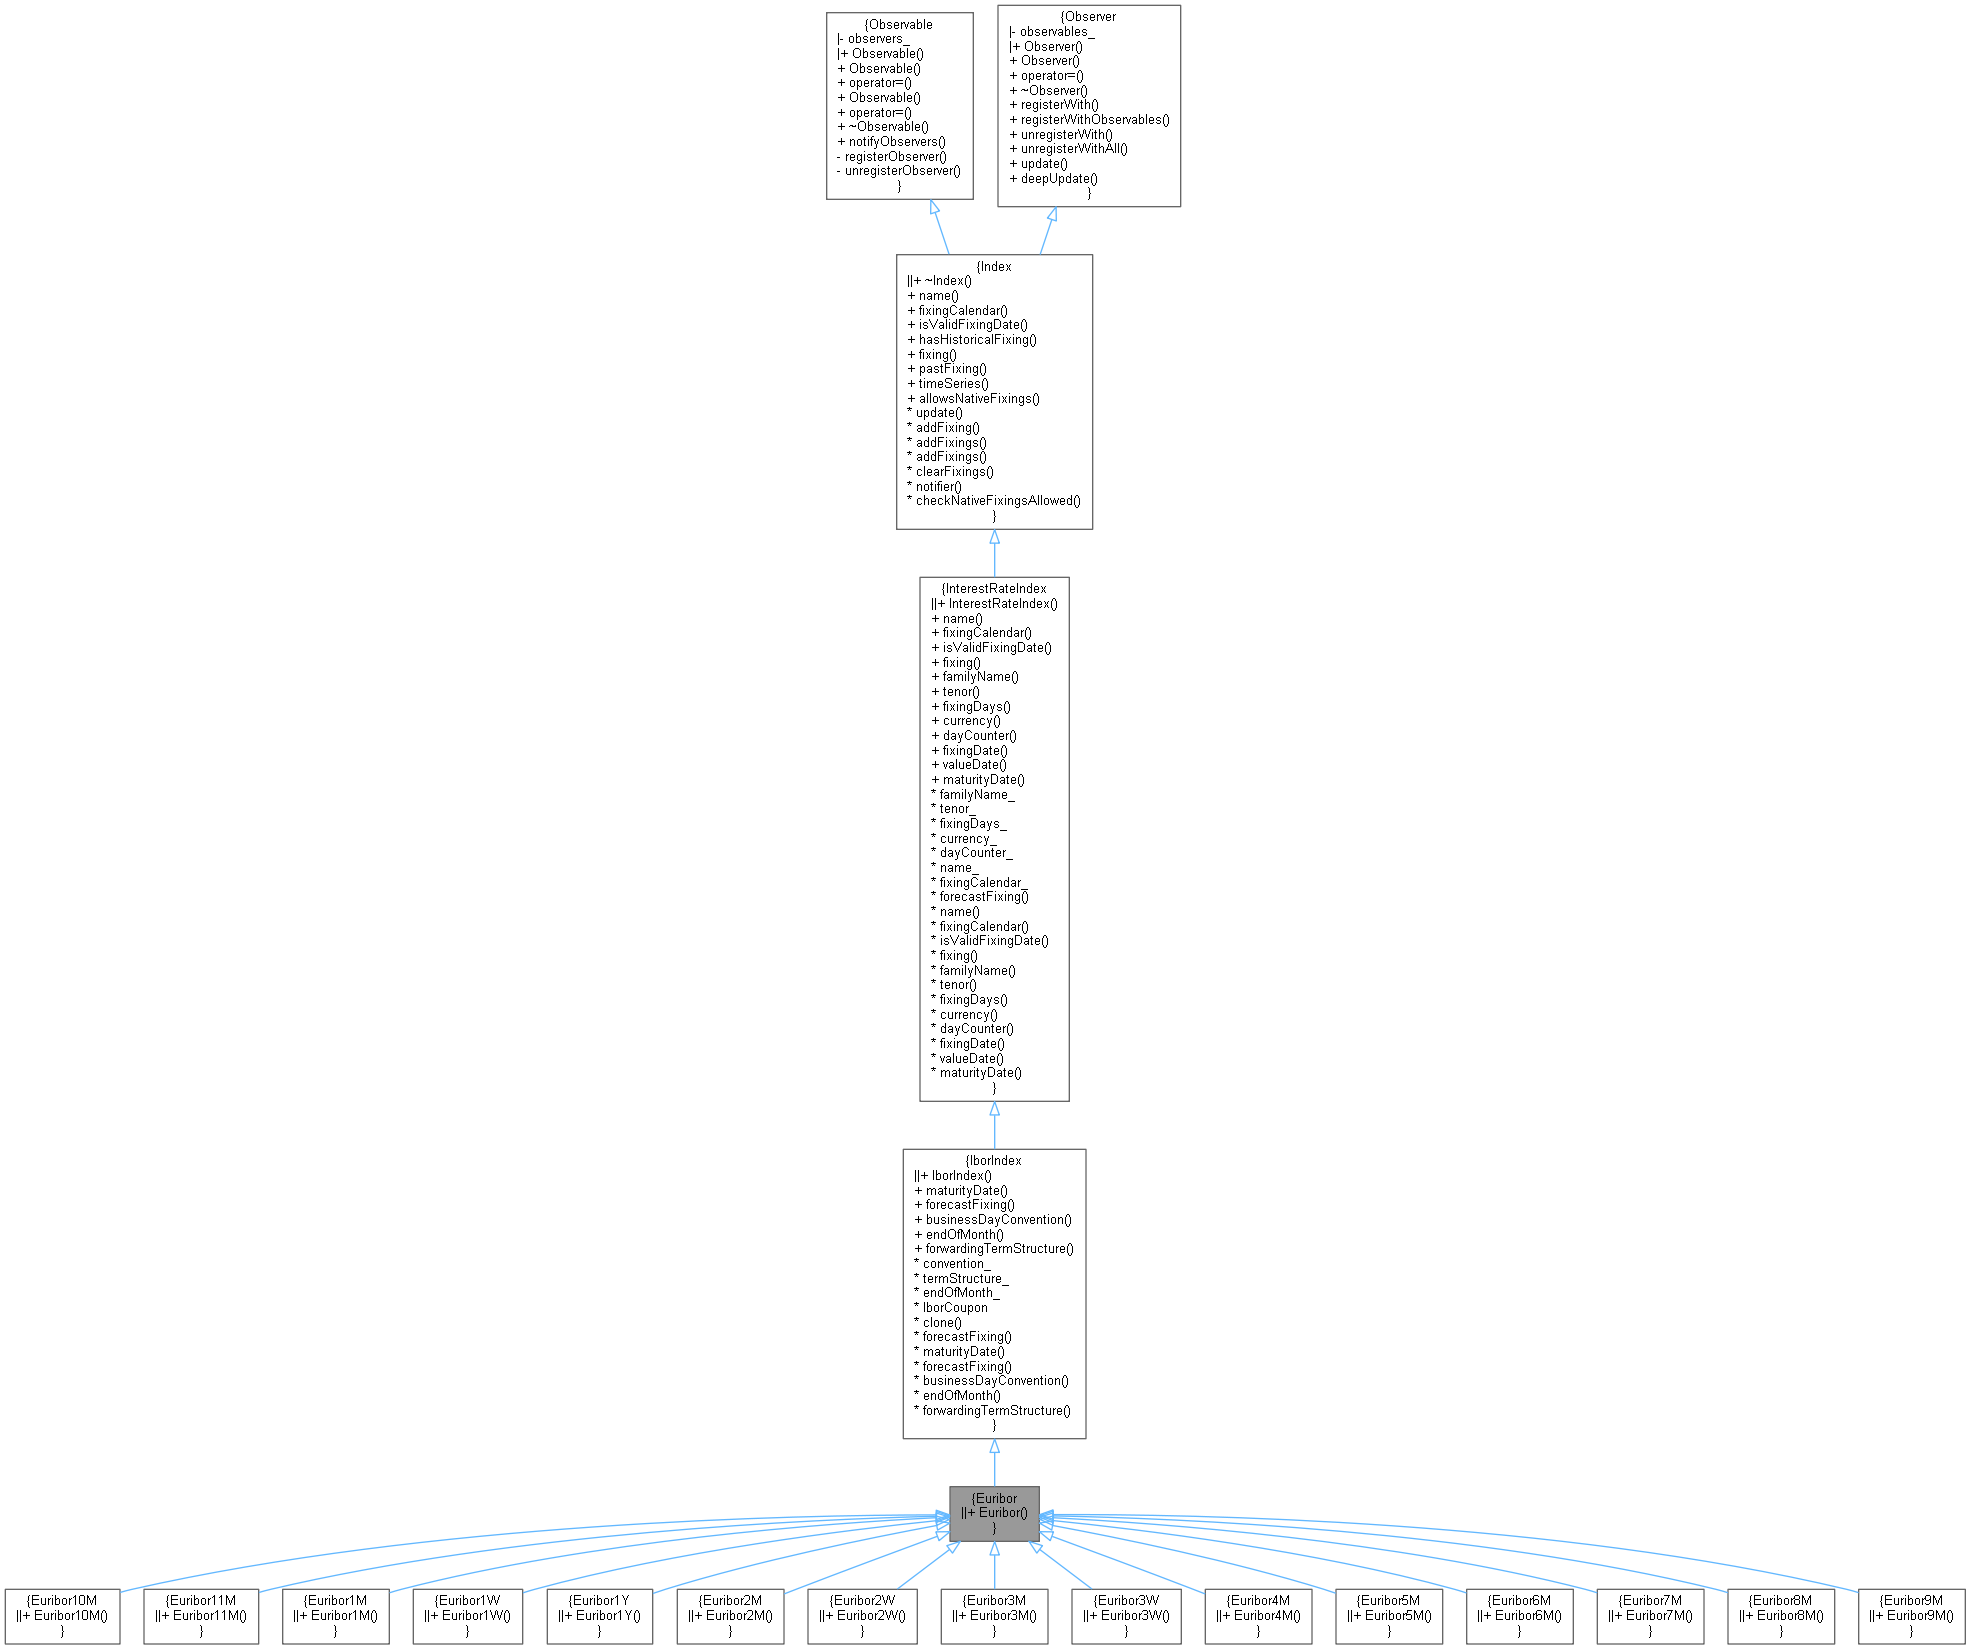 {Observable
|- observers_
|+ Observable()
+ Observable()
+ operator=()
+ Observable()
+ operator=()
+ ~Observable()
+ notifyObservers()
- registerObserver()
- unregisterObserver()
}
{Observer
|- observables_
|+ Observer()
+ Observer()
+ operator=()
+ ~Observer()
+ registerWith()
+ registerWithObservables()
+ unregisterWith()
+ unregisterWithAll()
+ update()
+ deepUpdate()
}
{Index
||+ ~Index()
+ name()
+ fixingCalendar()
+ isValidFixingDate()
+ hasHistoricalFixing()
+ fixing()
+ pastFixing()
+ timeSeries()
+ allowsNativeFixings()
* update()
* addFixing()
* addFixings()
* addFixings()
* clearFixings()
* notifier()
* checkNativeFixingsAllowed()
}
{InterestRateIndex
||+ InterestRateIndex()
+ name()
+ fixingCalendar()
+ isValidFixingDate()
+ fixing()
+ familyName()
+ tenor()
+ fixingDays()
+ currency()
+ dayCounter()
+ fixingDate()
+ valueDate()
+ maturityDate()
* familyName_
* tenor_
* fixingDays_
* currency_
* dayCounter_
* name_
* fixingCalendar_
* forecastFixing()
* name()
* fixingCalendar()
* isValidFixingDate()
* fixing()
* familyName()
* tenor()
* fixingDays()
* currency()
* dayCounter()
* fixingDate()
* valueDate()
* maturityDate()
}
{IborIndex
||+ IborIndex()
+ maturityDate()
+ forecastFixing()
+ businessDayConvention()
+ endOfMonth()
+ forwardingTermStructure()
* convention_
* termStructure_
* endOfMonth_
* IborCoupon
* clone()
* forecastFixing()
* maturityDate()
* forecastFixing()
* businessDayConvention()
* endOfMonth()
* forwardingTermStructure()
}
{Euribor
||+ Euribor()
}
{Euribor10M
||+ Euribor10M()
}
{Euribor11M
||+ Euribor11M()
}
{Euribor1M
||+ Euribor1M()
}
{Euribor1W
||+ Euribor1W()
}
{Euribor1Y
||+ Euribor1Y()
}
{Euribor2M
||+ Euribor2M()
}
{Euribor2W
||+ Euribor2W()
}
{Euribor3M
||+ Euribor3M()
}
{Euribor3W
||+ Euribor3W()
}
{Euribor4M
||+ Euribor4M()
}
{Euribor5M
||+ Euribor5M()
}
{Euribor6M
||+ Euribor6M()
}
{Euribor7M
||+ Euribor7M()
}
{Euribor8M
||+ Euribor8M()
}
{Euribor9M
||+ Euribor9M()
}